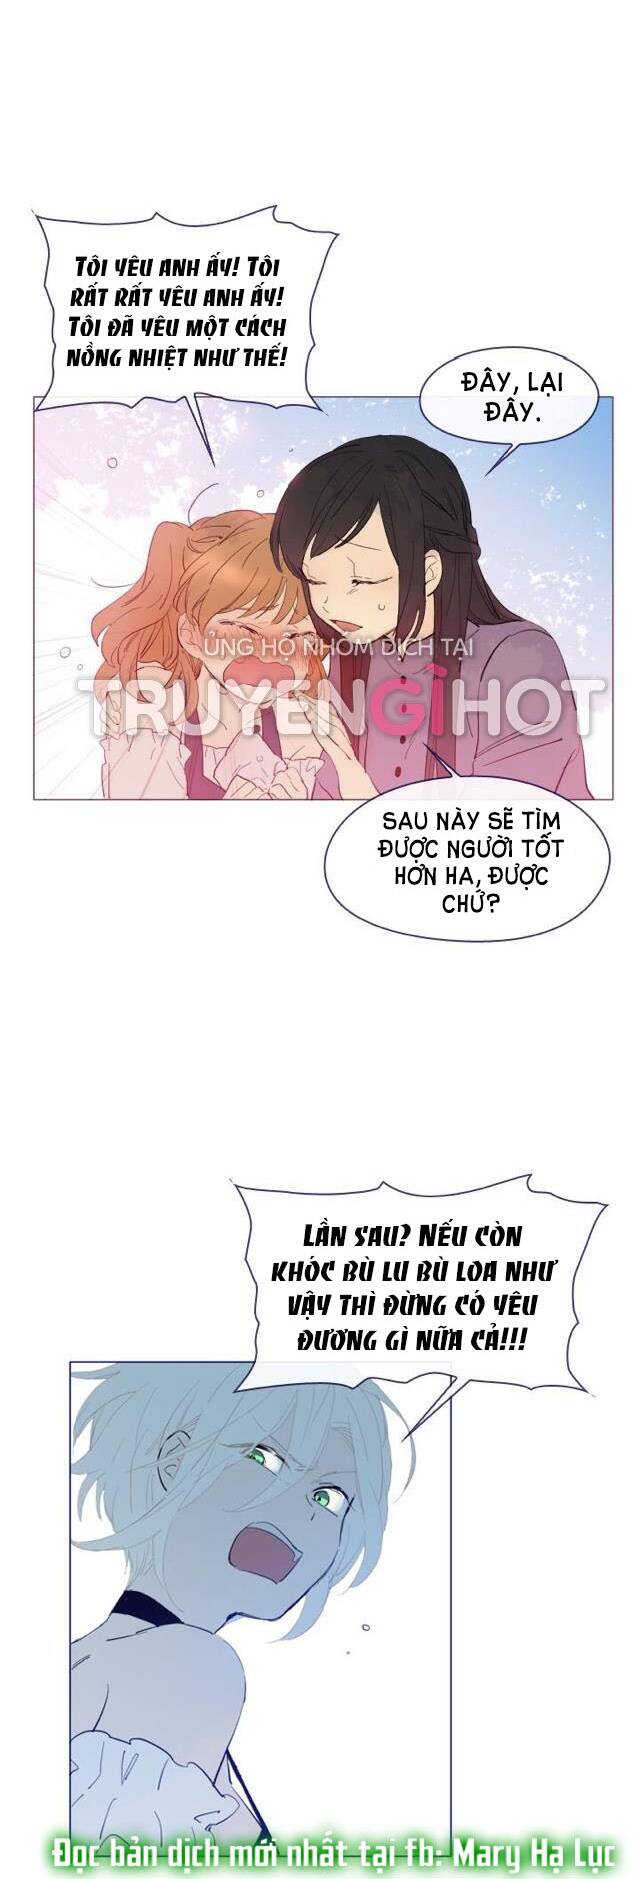 TÔI YÊU ANH ẤY! TÔI
RẤT RẤT YÊU ANH ẤY!
TÔI ĐÃ YÊU MỘT CÁCH
NỒNG NHIỆT NHƯ THẾ!
ĐÂY, LẠI
ĐÂY.
ỦNG HỘ NHÓM DỊCH TẠI
TRUYENGIHOT
SAU NÀY SẼ TÌM
ĐƯỢC NGƯỜI TỐT
HƠN HA, ĐƯỢC
CHỨ?
LẦN SAU? NẾU CÒN
KHÓC BÙ LU BÙ LOA NHƯ
VẬY THÌ ĐỪNG CÓ YÊU
ĐƯƠNG GÌ NỮA CẢ!!!
Đọc bản dịch mới nhất tại fb: Mary Hạ Lục